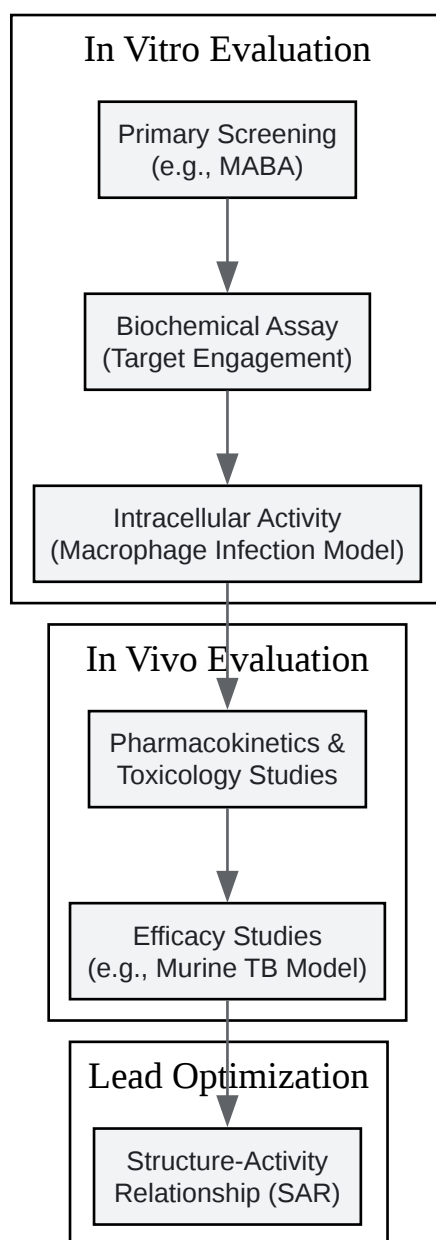 In Vitro Evaluation
Primary Screening
(e.g., MABA)
Biochemical Assay
(Target Engagement)
Intracellular Activity
(Macrophage Infection Model)
In Vivo Evaluation
Pharmacokinetics &
Toxicology Studies
Efficacy Studies
(e.g., Murine TB Model)
Lead Optimization
Structure-Activity
Relationship (SAR)